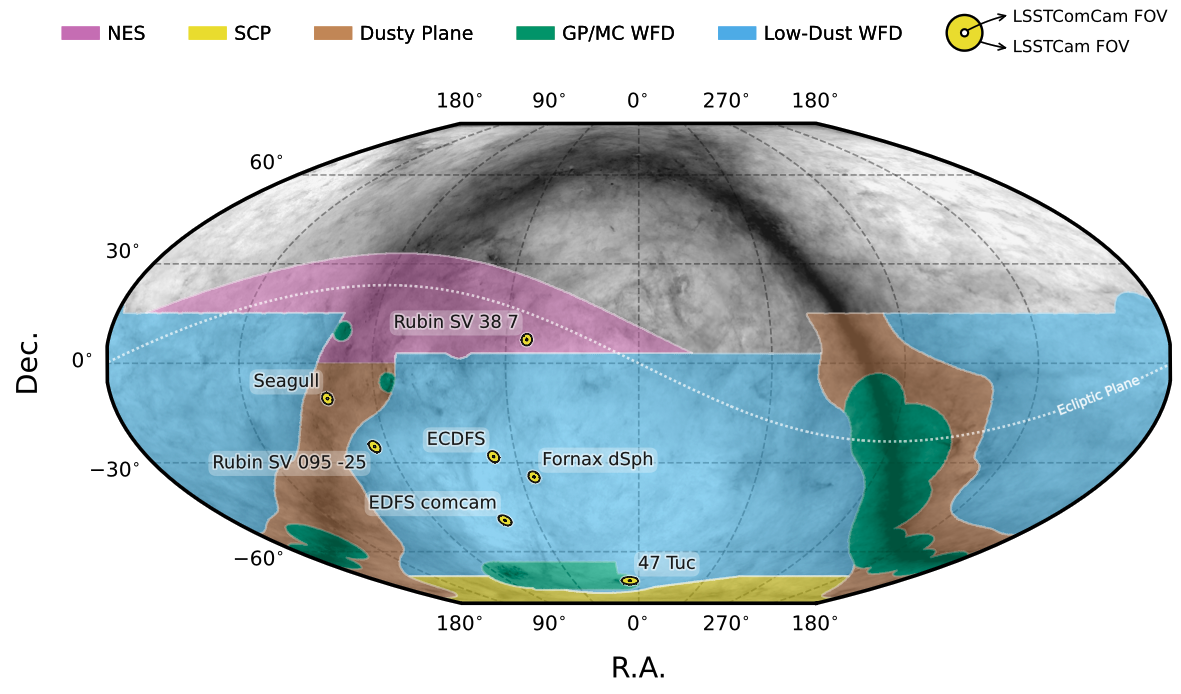 NES SCP Dusty Plane GP/MC WFD Low-Dust WFD
LSSTComCam FOV
LSSTCam FOV
180° 90° 0° 270° 180°
60°
30°
0°
−30°
−60°
Dec.
Rubin SV 38 7
Seagull
Ecliptic Plane
ECDFS
Rubin SV 095 -25
Fornax dSph
EDFS comcam
47 Tuc
180° 90° 0° 270° 180°
R.A.